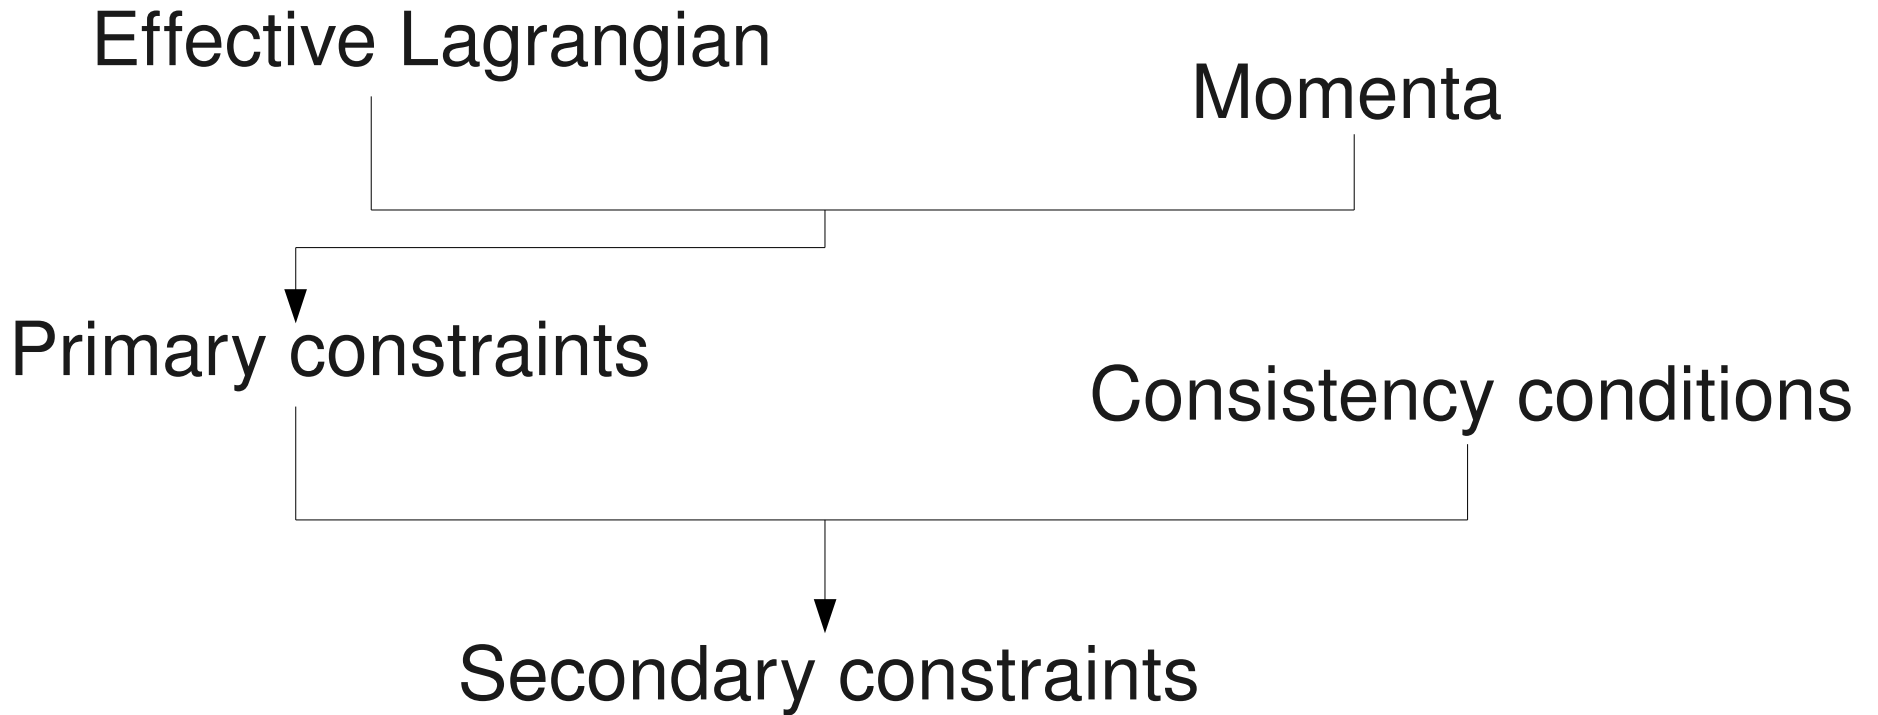 Effective Lagrangian
Momenta
Primary constraints
Consistency conditions
Secondary constraints